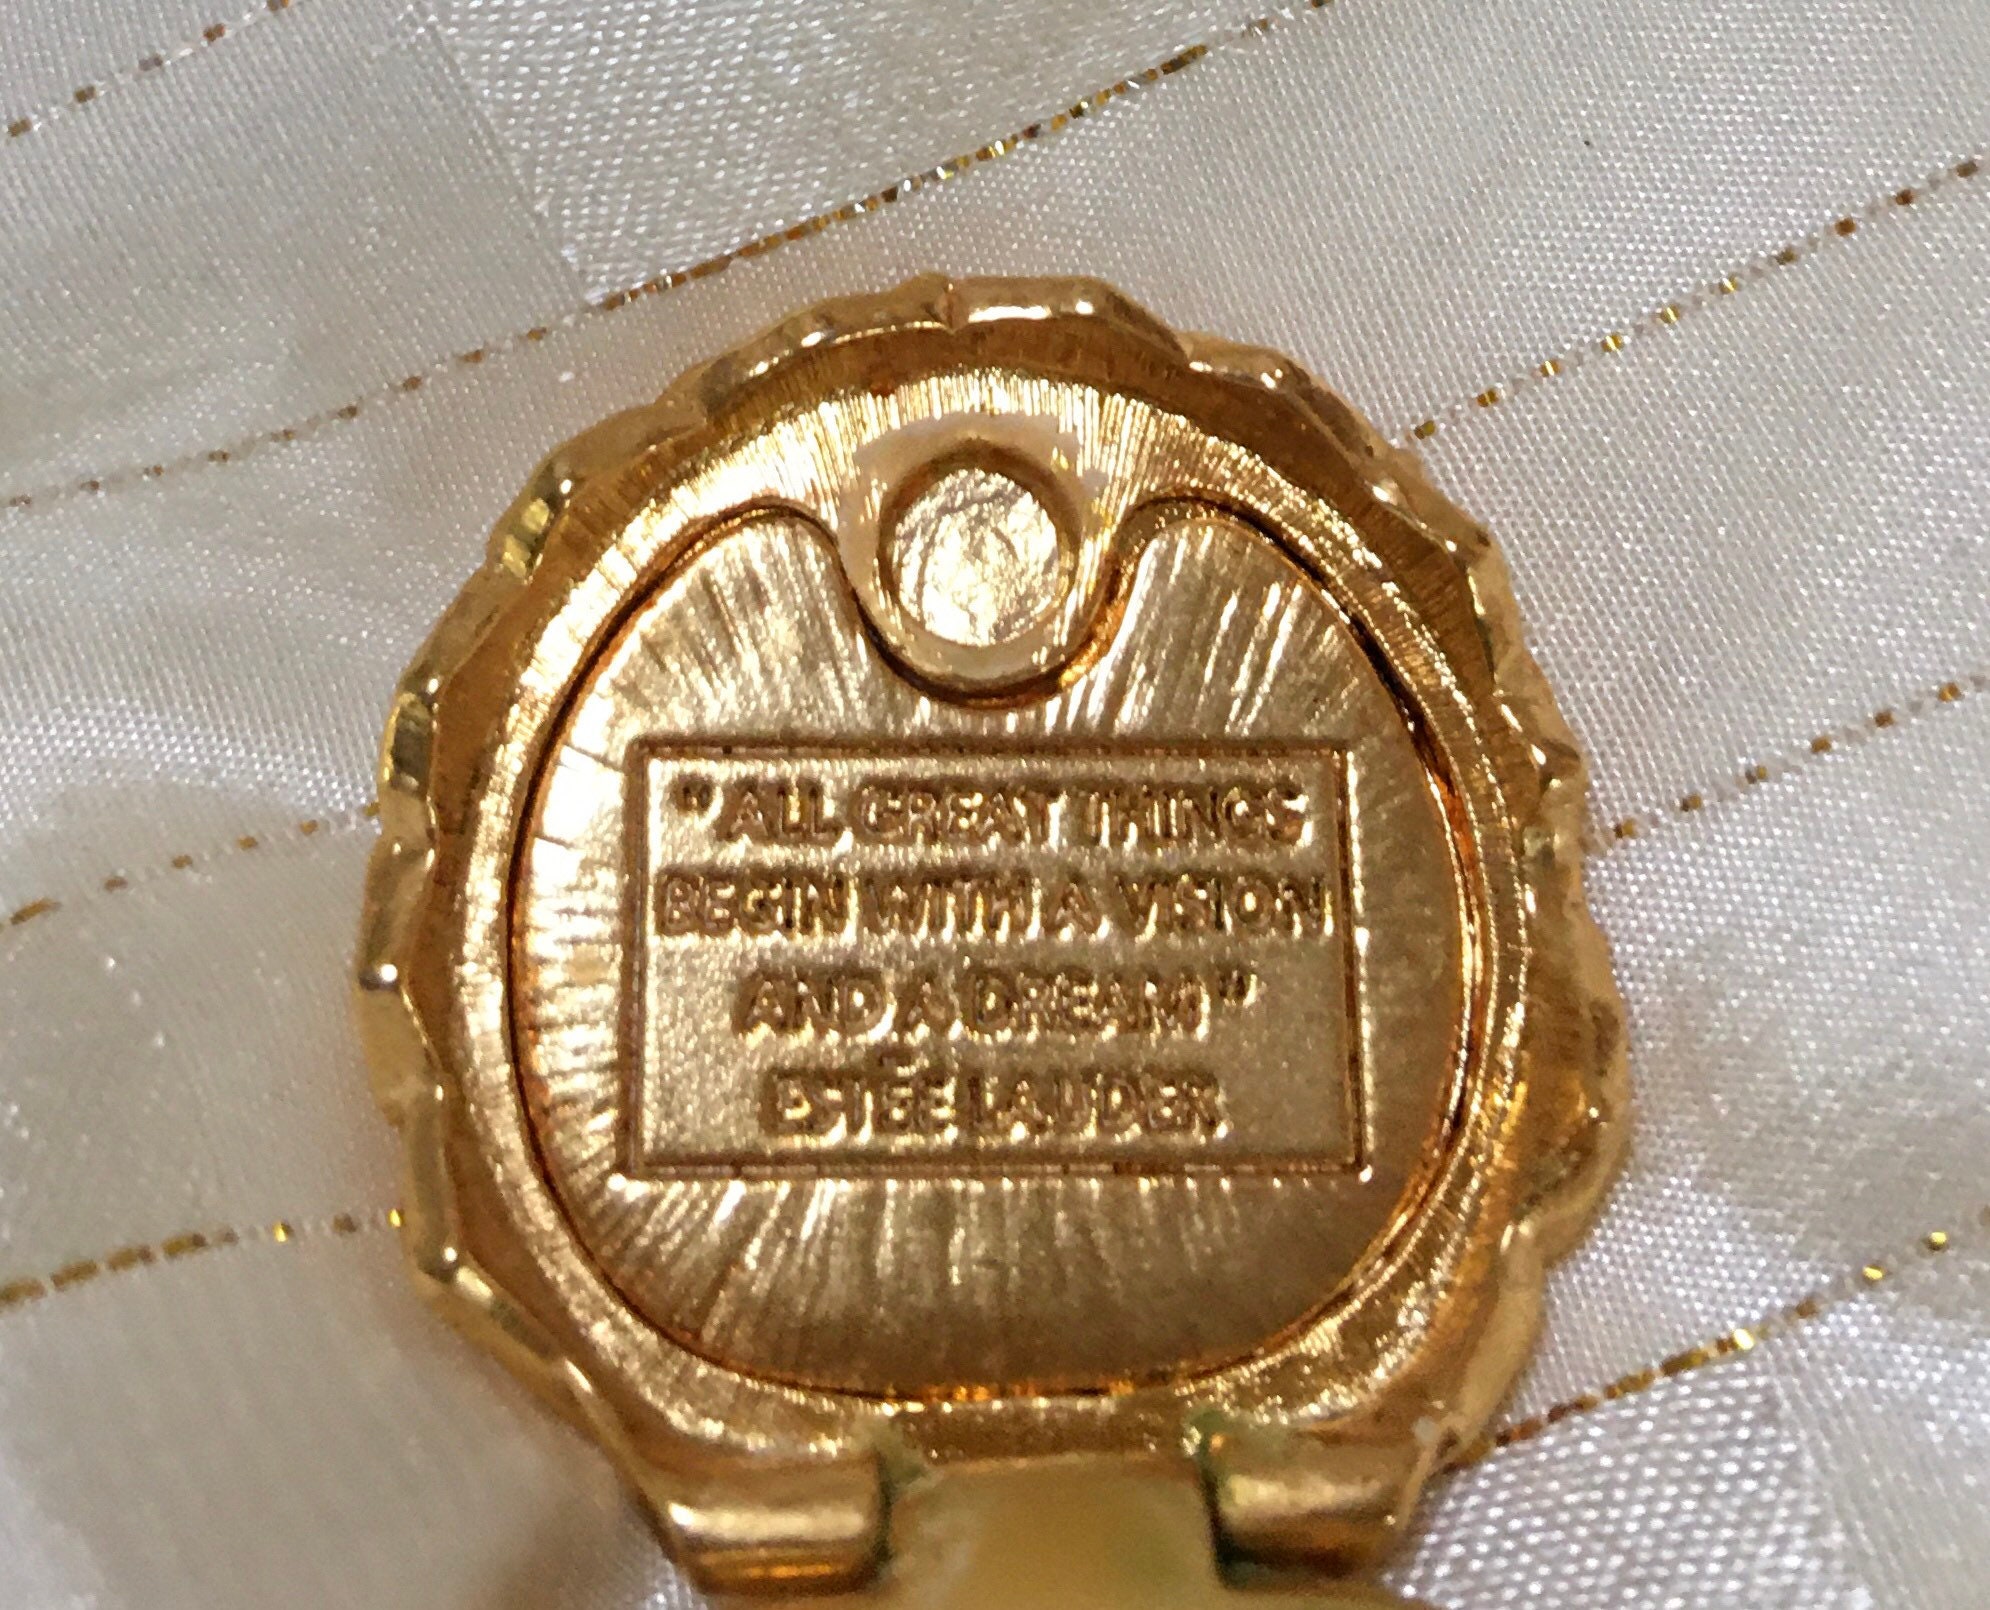 "ALL GREAT THINGS
BEGIN WITH A VISION
AND A DREAM"
ESTÉE LAUDER